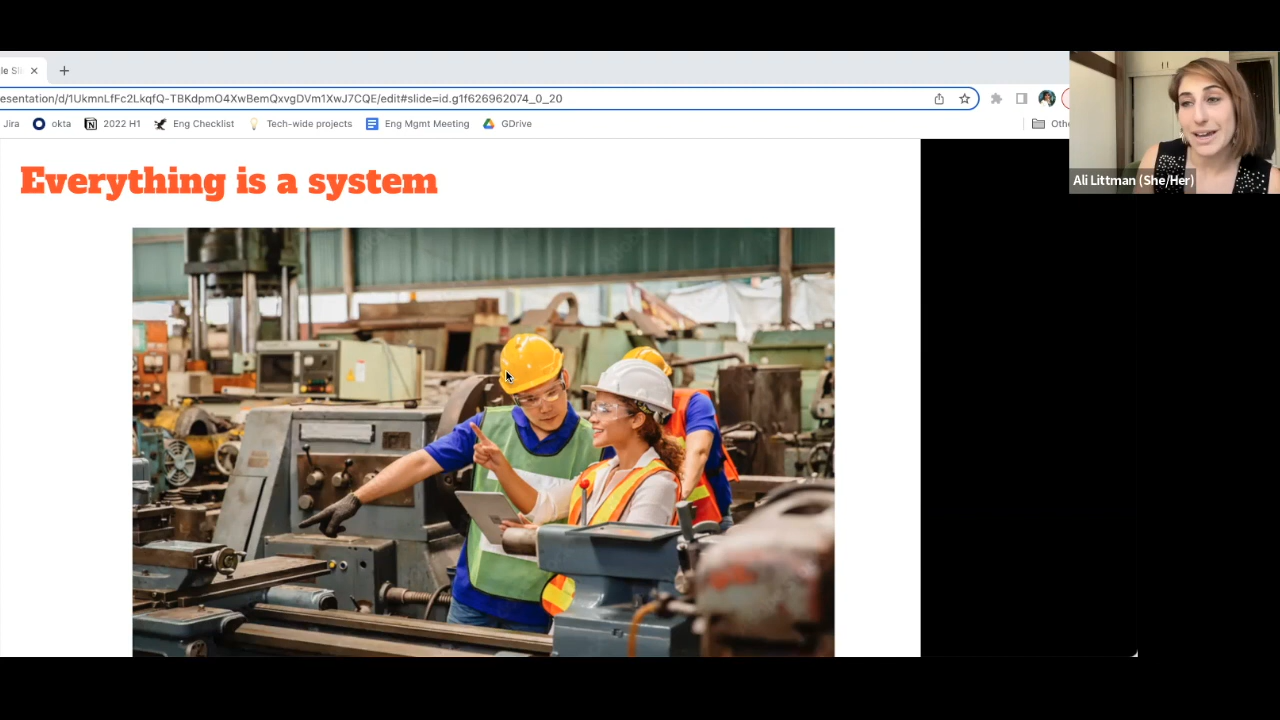 le Sli
esentation/d/1UkmnLfFc2LkqfQ-TBKdpmO4XwBemQxvgDVm1XwJ7CQE/edit#slide=id.g1f626962074_0_20
Jira okta 2022 H1 Eng Checklist Tech-wide projects Eng Mgmt Meeting GDrive Othe
Ali Littman (She/Her)
Everything is a system